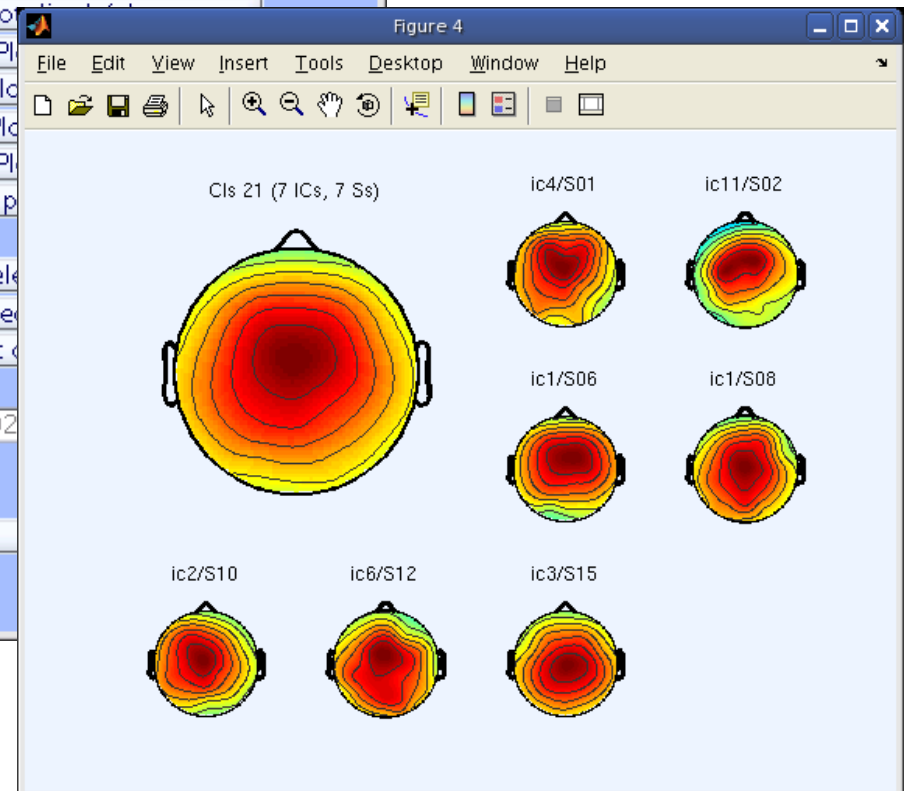 Figure 4
File Edit View Insert Tools Desktop Window Help
Cls 21 (7 ICs, 7 Ss)
ic4/S01
ic11/S02
ic1/S06
ic1/S08
ic2/S10
ic6/S12
ic3/S15